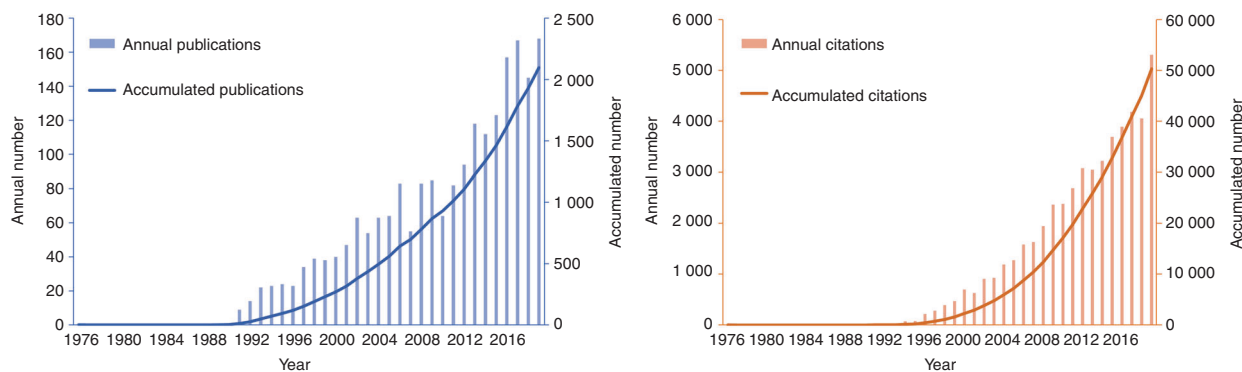 180
160
140
120
100
80
60
40
20
0
Annual number
2 500
2 000
1 500
1 000
500
0
Accumulated number
Annual publications
Accumulated publications
1976 1980 1984 1988 1992 1996 2000 2004 2008 2012 2016
Year
6 000
5 000
4 000
3 000
2 000
1 000
0
Annual number
60 000
50 000
40 000
30 000
20 000
10 000
0
Accumulated number
Annual citations
Accumulated citations
1976 1980 1984 1988 1992 1996 2000 2004 2008 2012 2016
Year